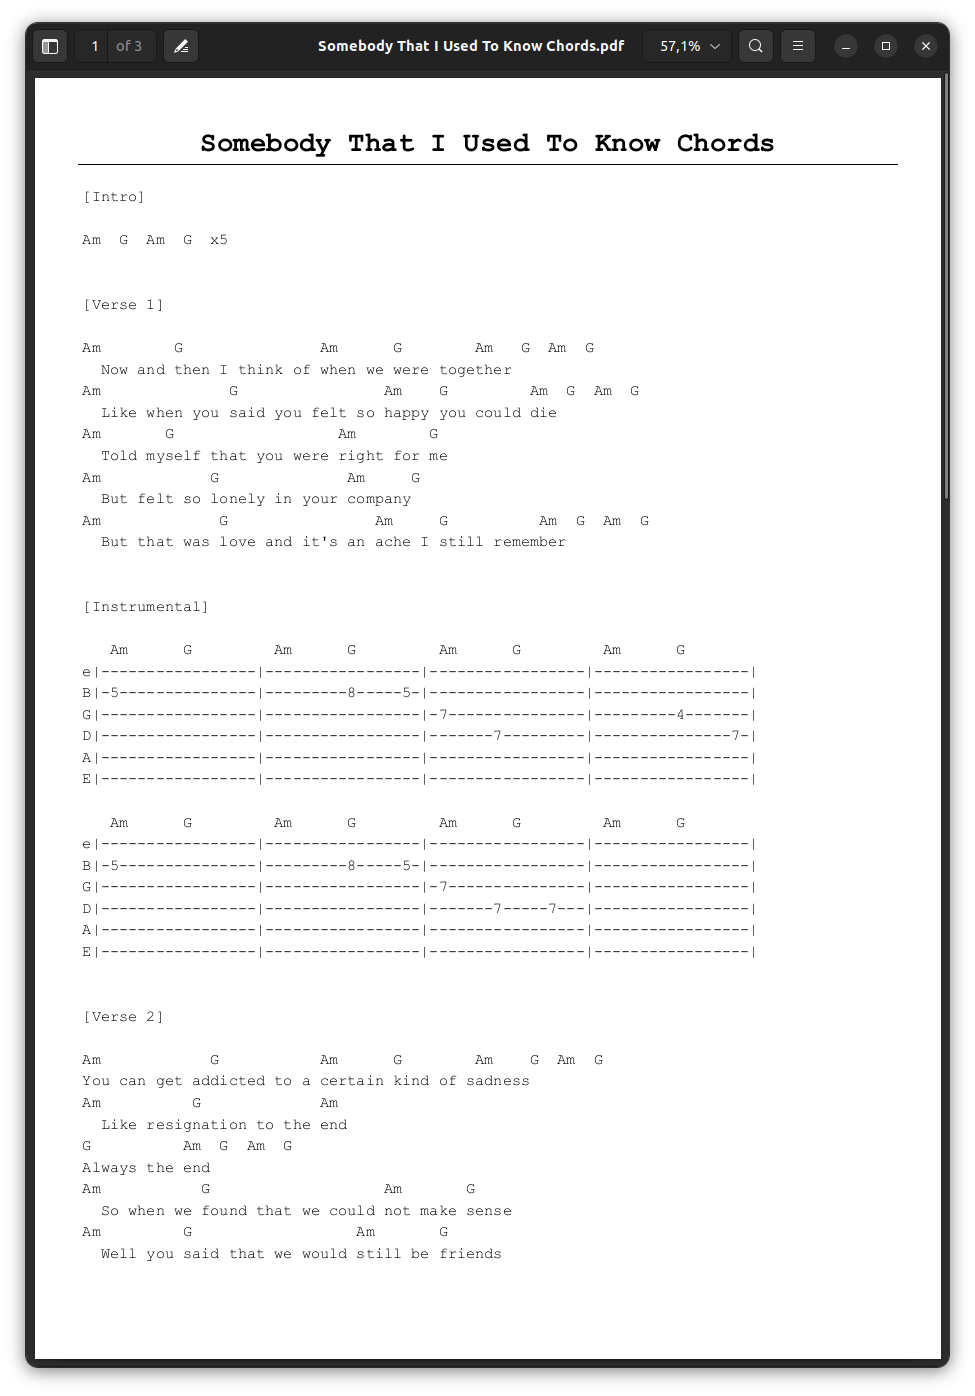 1 of 3 Somebody That I Used To Know Chords.pdf 57,1%
Somebody That I Used To Know Chords
[Intro]
Am  G  Am  G  x5
[Verse 1]
Am        G               Am      G        Am   G  Am  G
  Now and then I think of when we were together
Am              G                Am    G         Am  G  Am  G
  Like when you said you felt so happy you could die
Am       G                  Am        G
  Told myself that you were right for me
Am            G              Am     G
  But felt so lonely in your company
Am             G                Am     G          Am  G  Am  G
  But that was love and it's an ache I still remember
[Instrumental]
   Am      G         Am      G         Am      G         Am      G
e|-----------------|-----------------|-----------------|-----------------|
B|-5---------------|---------8-----5-|-----------------|-----------------|
G|-----------------|-----------------|-7---------------|---------4-------|
D|-----------------|-----------------|-------7---------|---------------7-|
A|-----------------|-----------------|-----------------|-----------------|
E|-----------------|-----------------|-----------------|-----------------|
   Am      G         Am      G         Am      G         Am      G
e|-----------------|-----------------|-----------------|-----------------|
B|-5---------------|---------8-----5-|-----------------|-----------------|
G|-----------------|-----------------|-7---------------|-----------------|
D|-----------------|-----------------|-------7-----7---|-----------------|
A|-----------------|-----------------|-----------------|-----------------|
E|-----------------|-----------------|-----------------|-----------------|
[Verse 2]
Am            G           Am      G        Am    G  Am  G
You can get addicted to a certain kind of sadness
Am          G             Am
  Like resignation to the end
G          Am  G  Am  G
Always the end
Am           G                   Am       G
  So when we found that we could not make sense
Am         G                  Am       G
  Well you said that we would still be friends